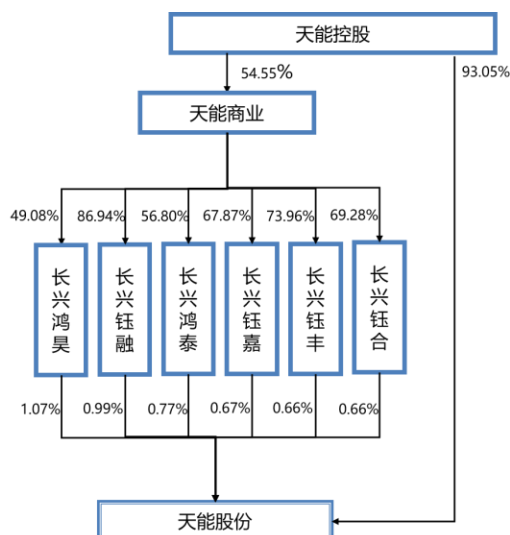 天能控股
54.55%
93.05%
天能商业
49.08%
86.94%
56.80%
67.87%
73.96%
69.28%
长兴鸿昊
长兴钰融
长兴鸿泰
长兴钰嘉
长兴钰丰
长兴钰合
1.07%
0.99%
0.77%
0.67%
0.66%
0.66%
天能股份